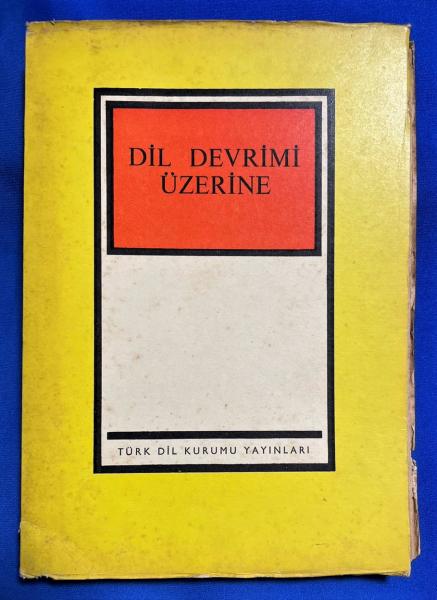 DİL DEVRİMİ
ÜZERİNE
TÜRK DİL KURUMU YAYINLARI